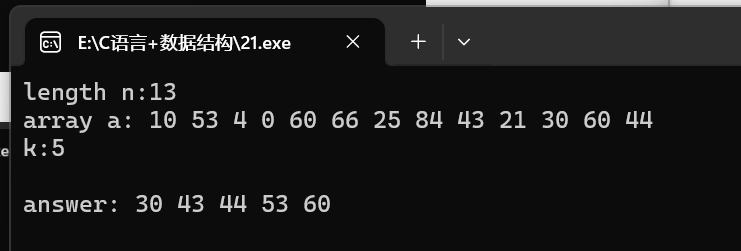 E:\C语言+数据结构\21.exe
length n:13
array a: 10 53 4 0 60 66 25 84 43 21 30 60 44
k:5
answer: 30 43 44 53 60